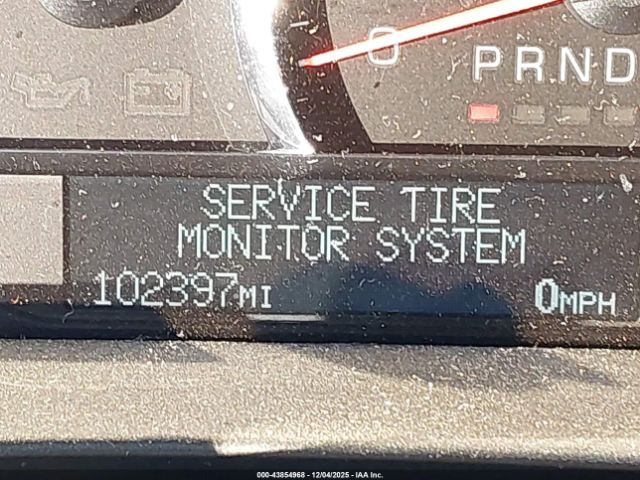 0
PRND
SERVICE TIRE
MONITOR SYSTEM
102397MI 0MPH
000-43854968 - 12/04/2025 - IAA Inc.